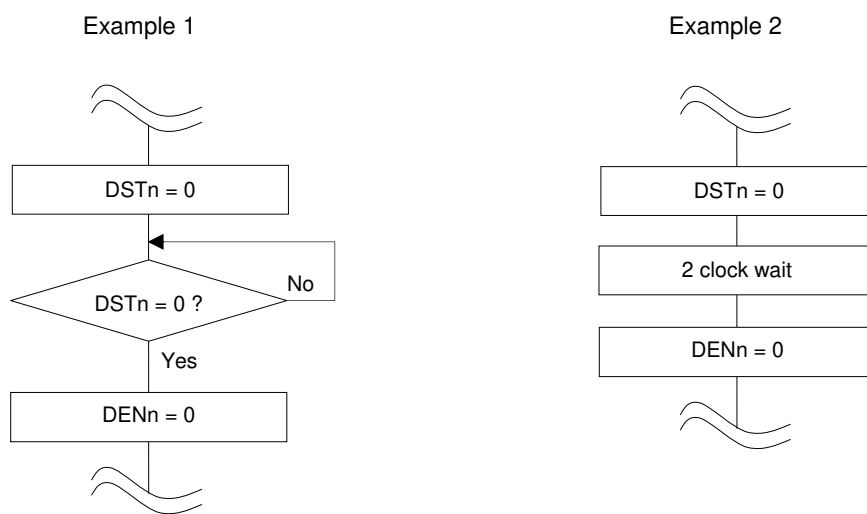 Example 1
DSTn = 0
DSTn = 0 ?
No
Yes
DENn = 0
Example 2
DSTn = 0
2 clock wait
DENn = 0